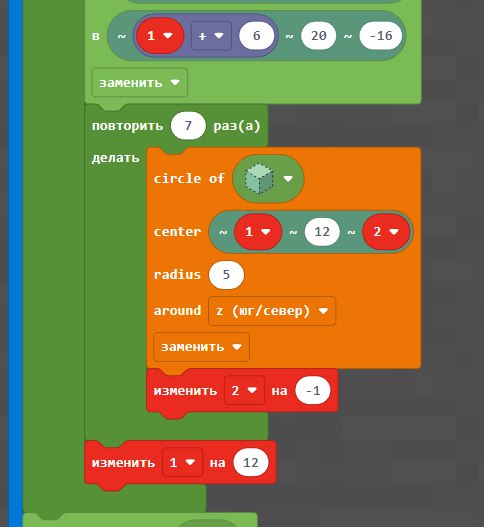 в ~ 1 + 6 ~ 20 ~ -16
заменить
повторить 7 раз(а)
делать
circle of
center ~ 1 ~ 12 ~ 2
radius 5
around z (юг/север)
заменить
изменить 2 на -1
изменить 1 на 12